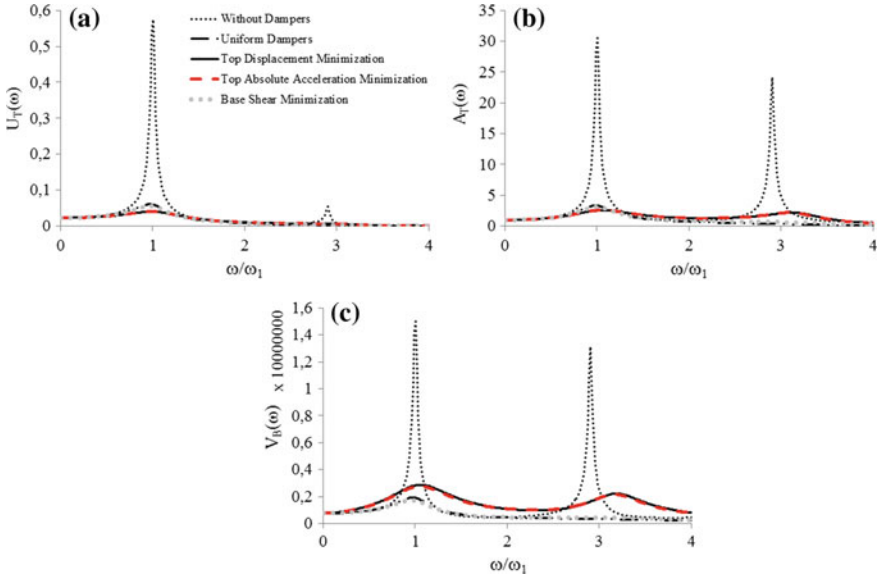 (a)
0,6
0,5
0,4
0,3
0,2
0,1
0
U_T(ω)
0 1 2 3 4
ω/ω₁
Without Dampers
Uniform Dampers
Top Displacement Minimization
Top Absolute Acceleration Minimization
Base Shear Minimization
(b)
35
30
25
20
15
10
5
0
A_T(ω)
0 1 2 3 4
ω/ω₁
(c)
1,6
1,4
1,2
1
0,8
0,6
0,4
0,2
0
V_B(ω) x 10000000
0 1 2 3 4
ω/ω₁